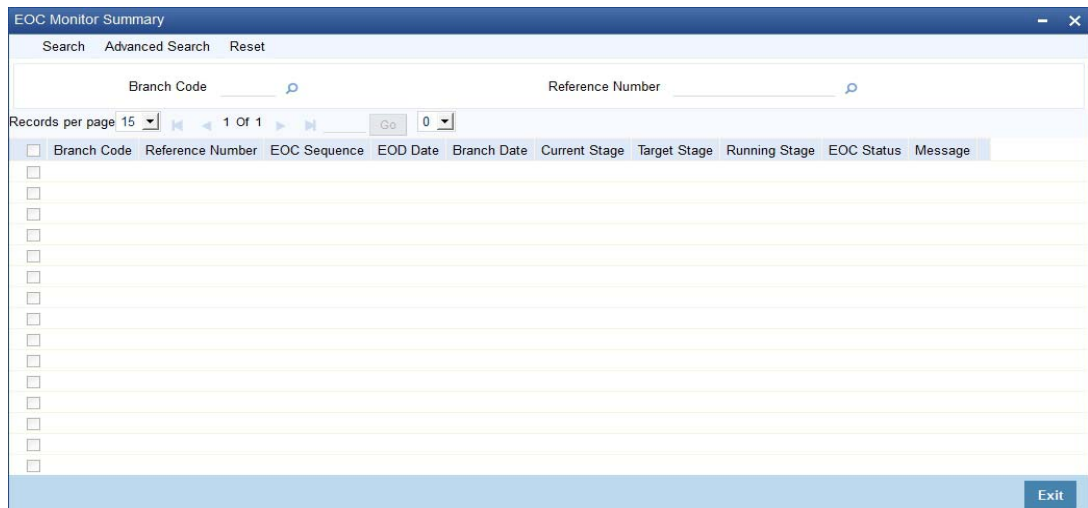 EOC Monitor Summary
Search Advanced Search Reset
Branch Code Reference Number
Records per page 15 1 Of 1 Go 0
Branch Code Reference Number EOC Sequence EOD Date Branch Date Current Stage Target Stage Running Stage EOC Status Message
Exit